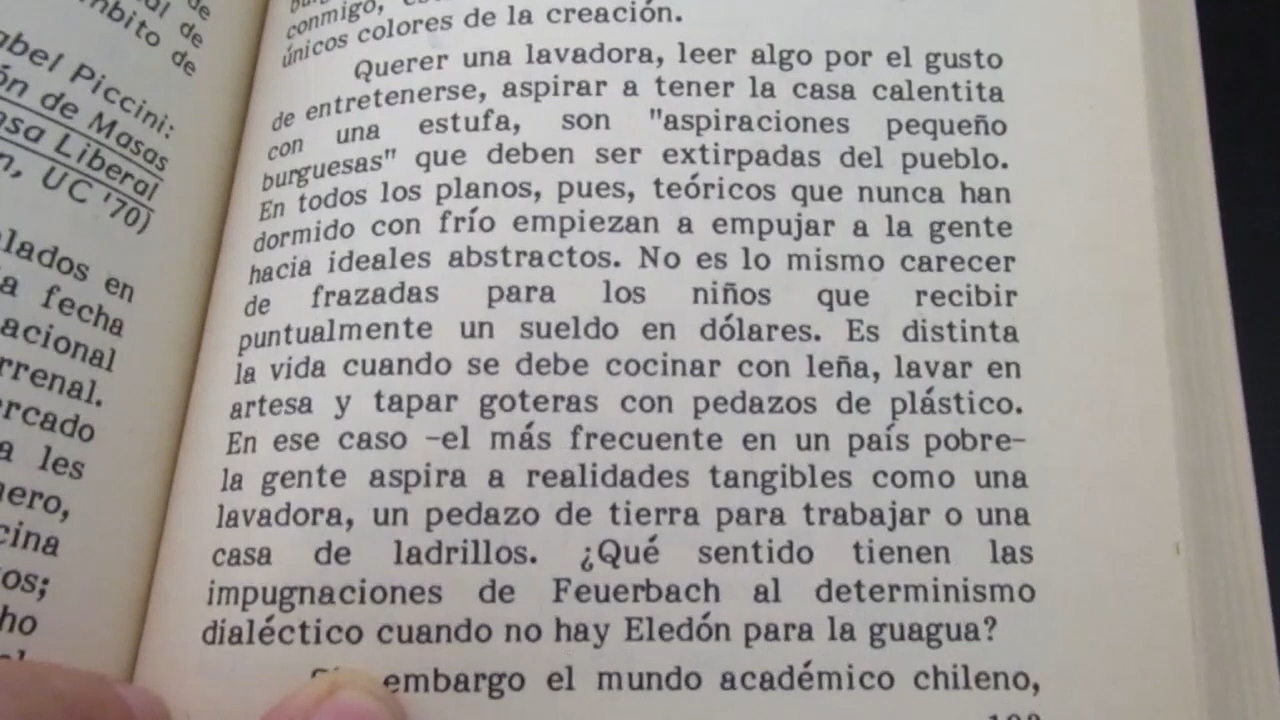 de
al de
mbito de
abel Piccini:
ón de Masas
nsa Liberal
n, UC '70)
lados en
a fecha
acional
rrenal.
rcado
a les
nero,
cina
os;
ho
conmigo,
únicos colores de la creación.
Querer una lavadora, leer algo por el gusto
de entretenerse, aspirar a tener la casa calentita
con una estufa, son "aspiraciones pequeño
burguesas" que deben ser extirpadas del pueblo.
En todos los planos, pues, teóricos que nunca han
dormido con frío empiezan a empujar a la gente
hacia ideales abstractos. No es lo mismo carecer
de frazadas para los niños que recibir
puntualmente un sueldo en dólares. Es distinta
la vida cuando se debe cocinar con leña, lavar en
artesa y tapar goteras con pedazos de plástico.
En ese caso -el más frecuente en un país pobre-
la gente aspira a realidades tangibles como una
lavadora, un pedazo de tierra para trabajar o una
casa de ladrillos. ¿Qué sentido tienen las
impugnaciones de Feuerbach al determinismo
dialéctico cuando no hay Eledón para la guagua?
embargo el mundo académico chileno,